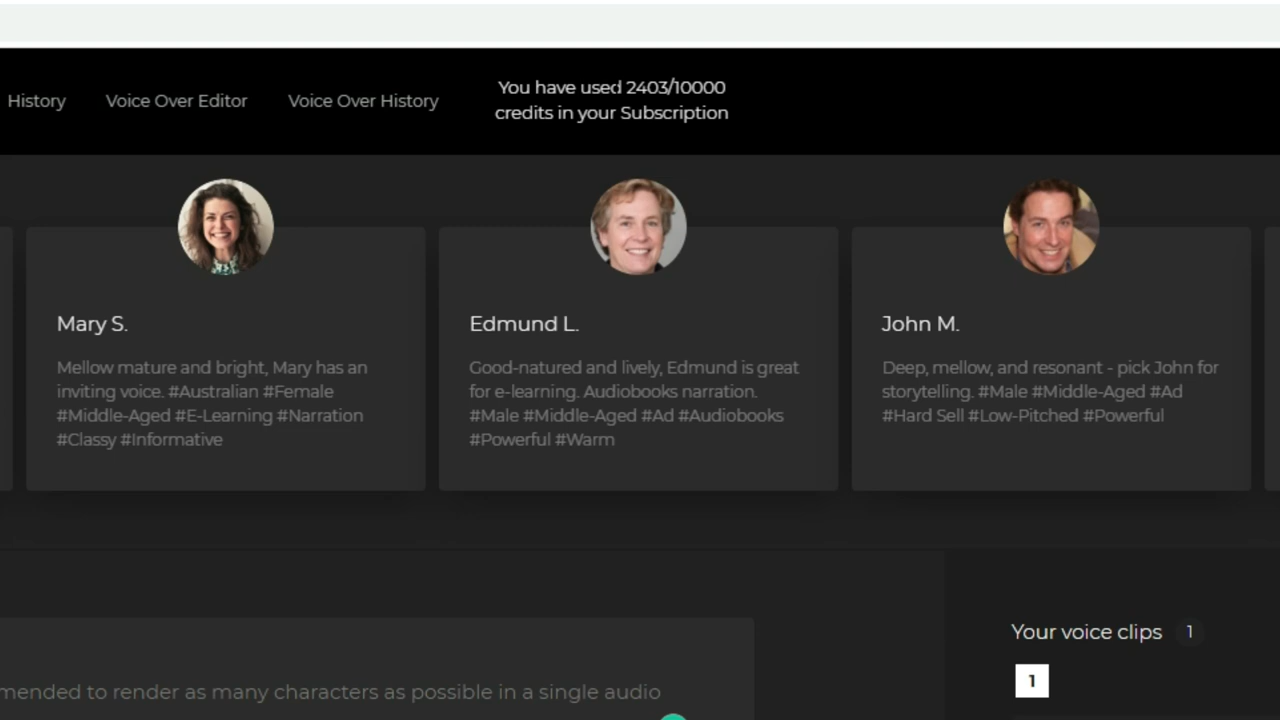 History
Voice Over Editor
Voice Over History
You have used 2403/10000
credits in your Subscription
Mary S.
Mellow mature and bright, Mary has an
inviting voice. #Australian #Female
#Middle-Aged #E-Learning #Narration
#Classy #Informative
Edmund L.
Good-natured and lively, Edmund is great
for e-learning. Audiobooks narration.
#Male #Middle-Aged #Ad #Audiobooks
#Powerful #Warm
John M.
Deep, mellow, and resonant - pick John for
storytelling. #Male #Middle-Aged #Ad
#Hard Sell #Low-Pitched #Powerful
mended to render as many characters as possible in a single audio
Your voice clips 1
1